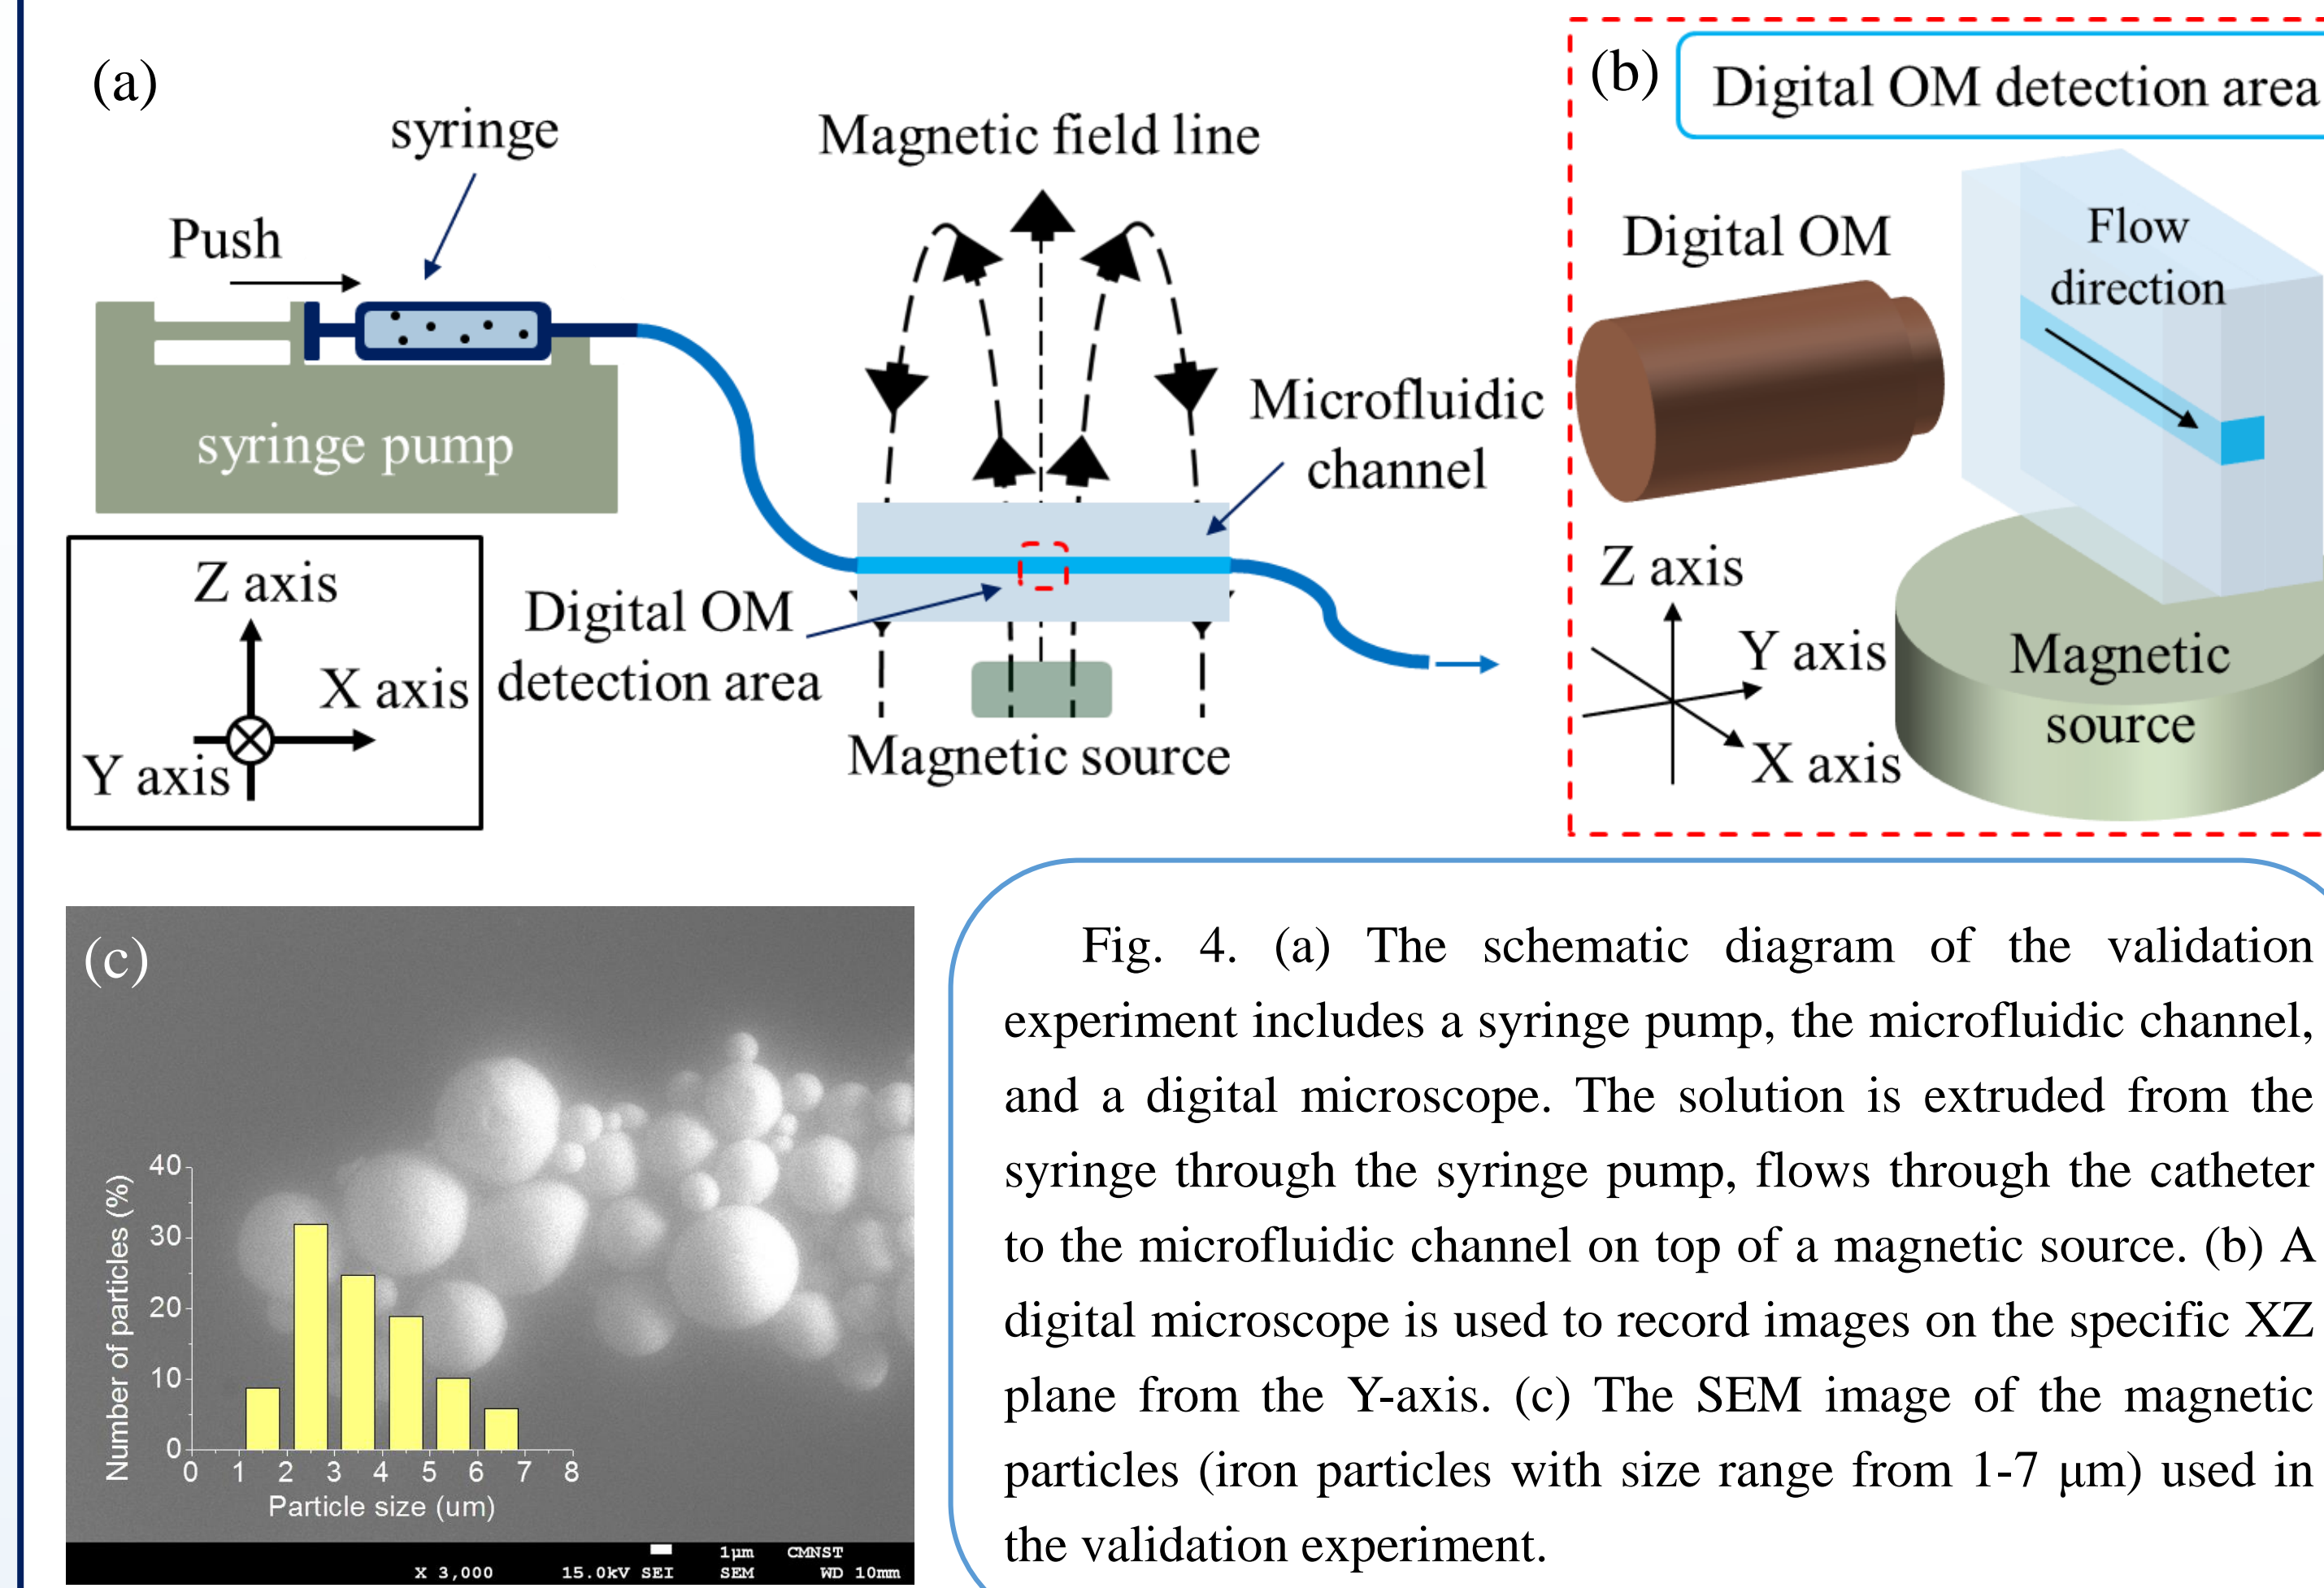 (a)
syringe
Push
syringe pump
Magnetic field line
Microfluidic
channel
Digital OM
detection area
Magnetic source
Z axis
X axis
Y axis
(b)
Digital OM detection area
Digital OM
Flow
direction
Z axis
Y axis
X axis
Magnetic
source
(c)
Number of particles (%)
40
30
20
10
0
0 1 2 3 4 5 6 7 8
Particle size (um)
1µm CMNST
X 3,000 15.0kV SEI SEM WD 10mm
Fig. 4. (a) The schematic diagram of the validation
experiment includes a syringe pump, the microfluidic channel,
and a digital microscope. The solution is extruded from the
syringe through the syringe pump, flows through the catheter
to the microfluidic channel on top of a magnetic source. (b) A
digital microscope is used to record images on the specific XZ
plane from the Y-axis. (c) The SEM image of the magnetic
particles (iron particles with size range from 1-7 μm) used in
the validation experiment.